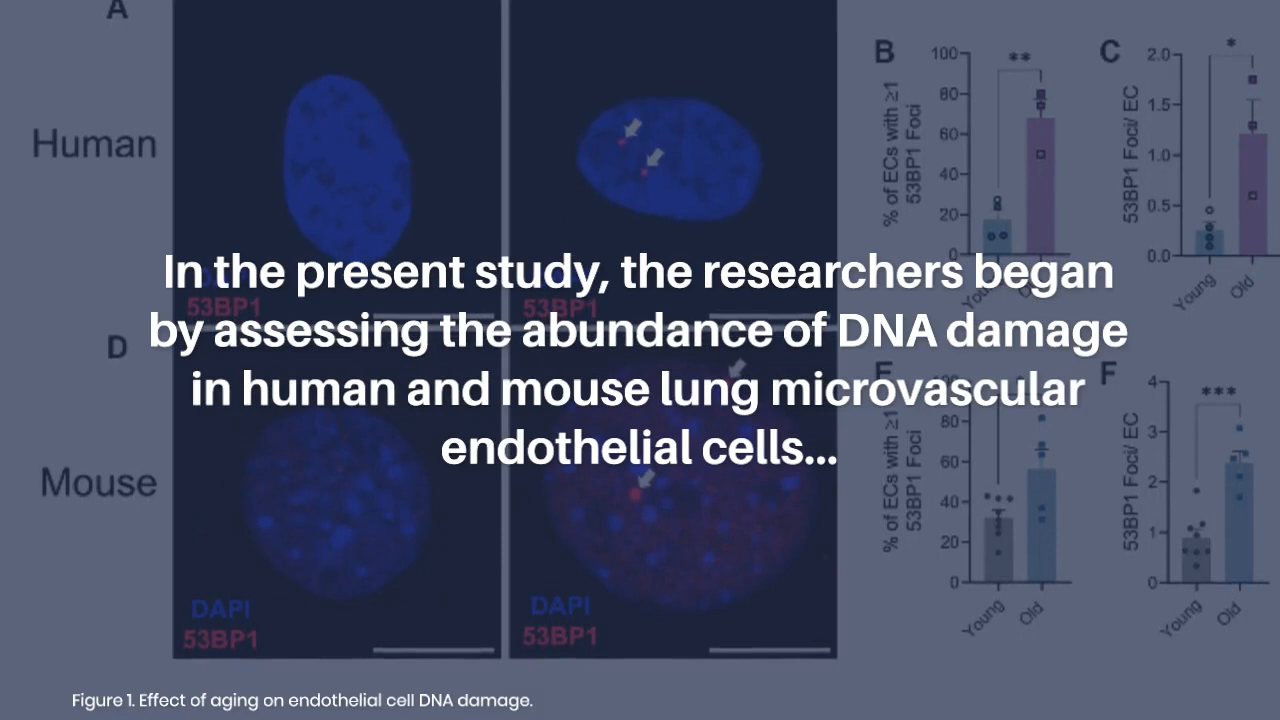 A
Human
53BP1
53BP1
B
% of ECs with ≥1
53BP1 Foci
100
80
60
40
20
0
**
Old
C
53BP1 Foci/ EC
2.0
1.5
1.0
0.5
0.0
*
Young
Old
In the present study, the researchers began
by assessing the abundance of DNA damage
in human and mouse lung microvascular
endothelial cells...
D
Mouse
DAPI
53BP1
DAPI
53BP1
E
% of ECs with ≥1
53BP1 Foci
100
80
60
40
20
0
Young
Old
F
53BP1 Foci/ EC
4
3
2
1
0
***
Young
Old
Figure 1. Effect of aging on endothelial cell DNA damage.